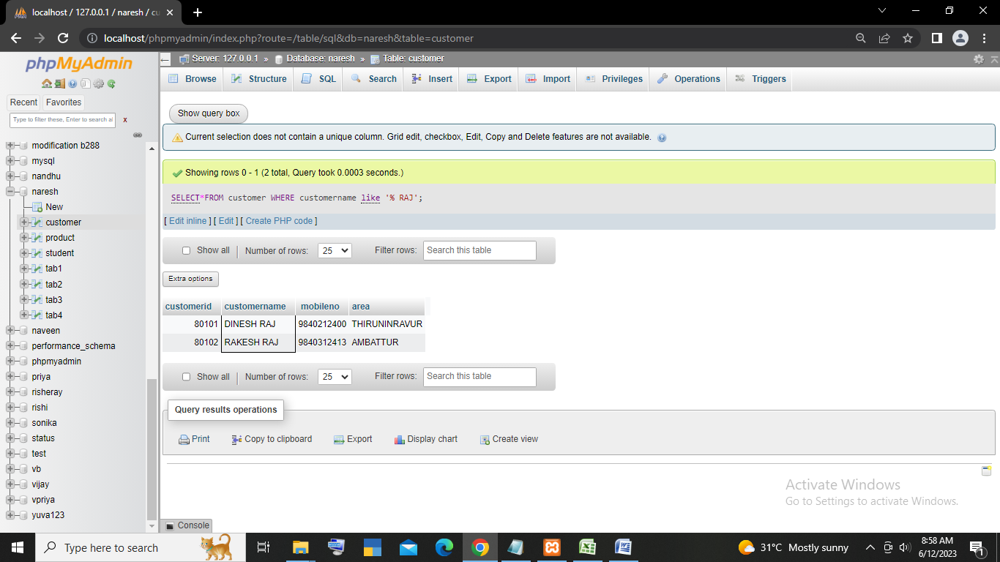 localhost / 127.0.0.1 / naresh / cu
localhost/phpmyadmin/index.php?route=/table/sql&db=naresh&table=customer
phpMyAdmin
Recent Favorites
Type to filter these, Enter to search al x
modification b288
mysql
nandhu
naresh
New
customer
product
student
tab1
tab2
tab3
tab4
naveen
performance_schema
phpmyadmin
priya
risheray
rishi
sonika
status
test
vb
vijay
vpriya
yuva123
Server: 127.0.0.1 » Database: naresh » Table: customer
Browse Structure SQL Search Insert Export Import Privileges Operations Triggers
Show query box
Current selection does not contain a unique column. Grid edit, checkbox, Edit, Copy and Delete features are not available.
Showing rows 0 - 1 (2 total, Query took 0.0003 seconds.)
SELECT*FROM customer WHERE customername like '% RAJ';
[ Edit inline ] [ Edit ] [ Create PHP code ]
Show all Number of rows: 25 Filter rows: Search this table
Extra options
customerid customername mobileno area
80101 DINESH RAJ 9840212400 THIRUNINRAVUR
80102 RAKESH RAJ 9840312413 AMBATTUR
Show all Number of rows: 25 Filter rows: Search this table
Query results operations
Print Copy to clipboard Export Display chart Create view
Activate Windows
Go to Settings to activate Windows.
Console
Type here to search
31°C Mostly sunny
8:58 AM
6/12/2023
1